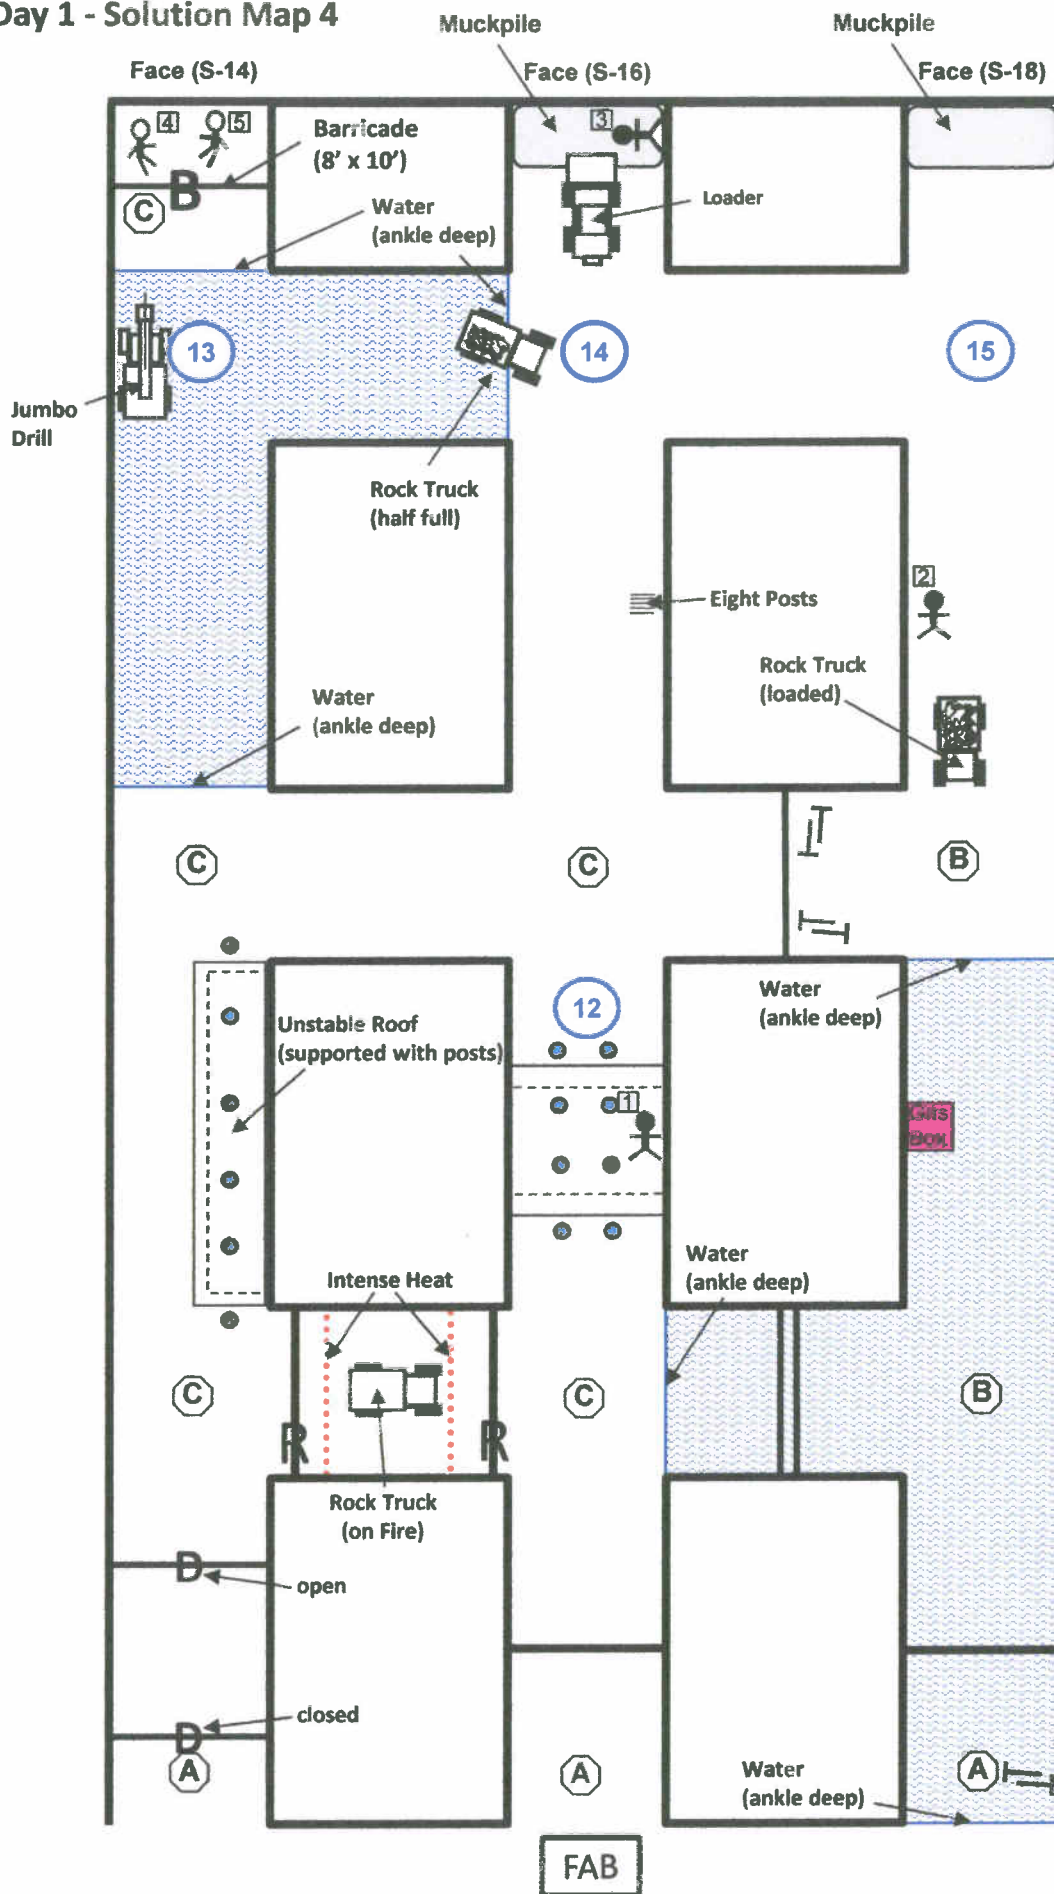 Day 1 - Solution Map 4
Muckpile
Muckpile
Face (S-14)
Face (S-16)
Face (S-18)
4
5
3
Barricade
(8' x 10')
B
C
Water
(ankle deep)
Loader
13
14
15
Jumbo
Drill
Rock Truck
(half full)
2
Eight Posts
Rock Truck
(loaded)
Water
(ankle deep)
C
C
B
12
Water
(ankle deep)
Unstable Roof
(supported with posts)
1
Gas
Box
Water
(ankle deep)
Intense Heat
C
C
B
R
R
Rock Truck
(on Fire)
D
open
closed
D
A
A
A
Water
(ankle deep)
FAB